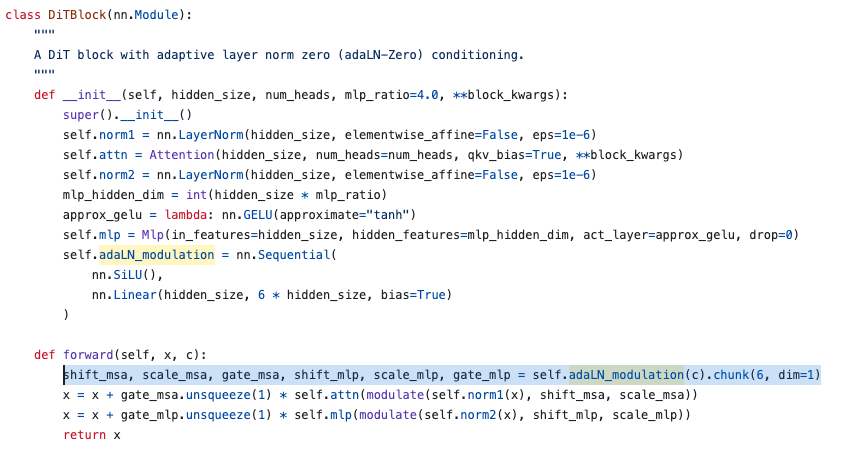 class DiTBlock(nn.Module):
    """
    A DiT block with adaptive layer norm zero (adaLN-Zero) conditioning.
    """
    def __init__(self, hidden_size, num_heads, mlp_ratio=4.0, **block_kwargs):
        super().__init__()
        self.norm1 = nn.LayerNorm(hidden_size, elementwise_affine=False, eps=1e-6)
        self.attn = Attention(hidden_size, num_heads=num_heads, qkv_bias=True, **block_kwargs)
        self.norm2 = nn.LayerNorm(hidden_size, elementwise_affine=False, eps=1e-6)
        mlp_hidden_dim = int(hidden_size * mlp_ratio)
        approx_gelu = lambda: nn.GELU(approximate="tanh")
        self.mlp = Mlp(in_features=hidden_size, hidden_features=mlp_hidden_dim, act_layer=approx_gelu, drop=0)
        self.adaLN_modulation = nn.Sequential(
            nn.SiLU(),
            nn.Linear(hidden_size, 6 * hidden_size, bias=True)
        )

    def forward(self, x, c):
        shift_msa, scale_msa, gate_msa, shift_mlp, scale_mlp, gate_mlp = self.adaLN_modulation(c).chunk(6, dim=1)
        x = x + gate_msa.unsqueeze(1) * self.attn(modulate(self.norm1(x), shift_msa, scale_msa))
        x = x + gate_mlp.unsqueeze(1) * self.mlp(modulate(self.norm2(x), shift_mlp, scale_mlp))
        return x